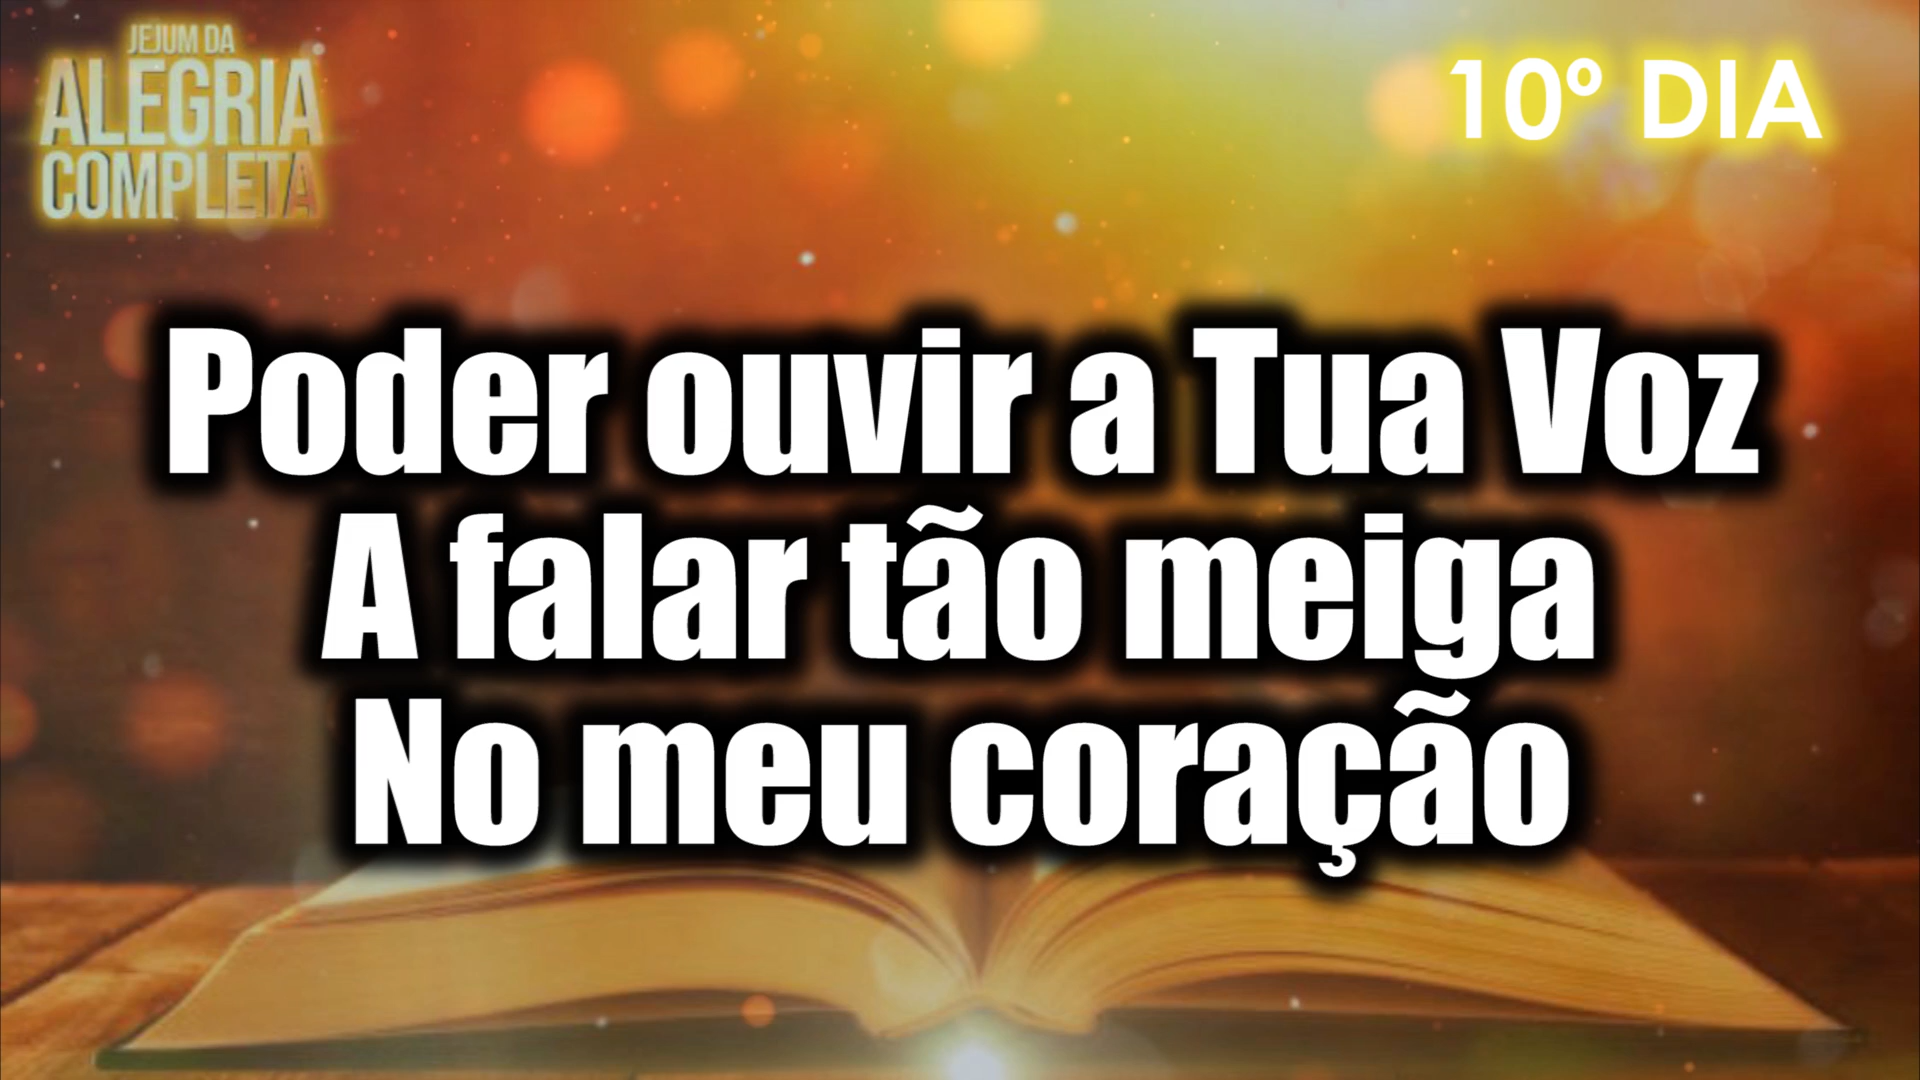 JEJUM DA
ALEGRIA
COMPLETA
10º DIA
Poder ouvir a Tua Voz
A falar tão meiga
No meu coração